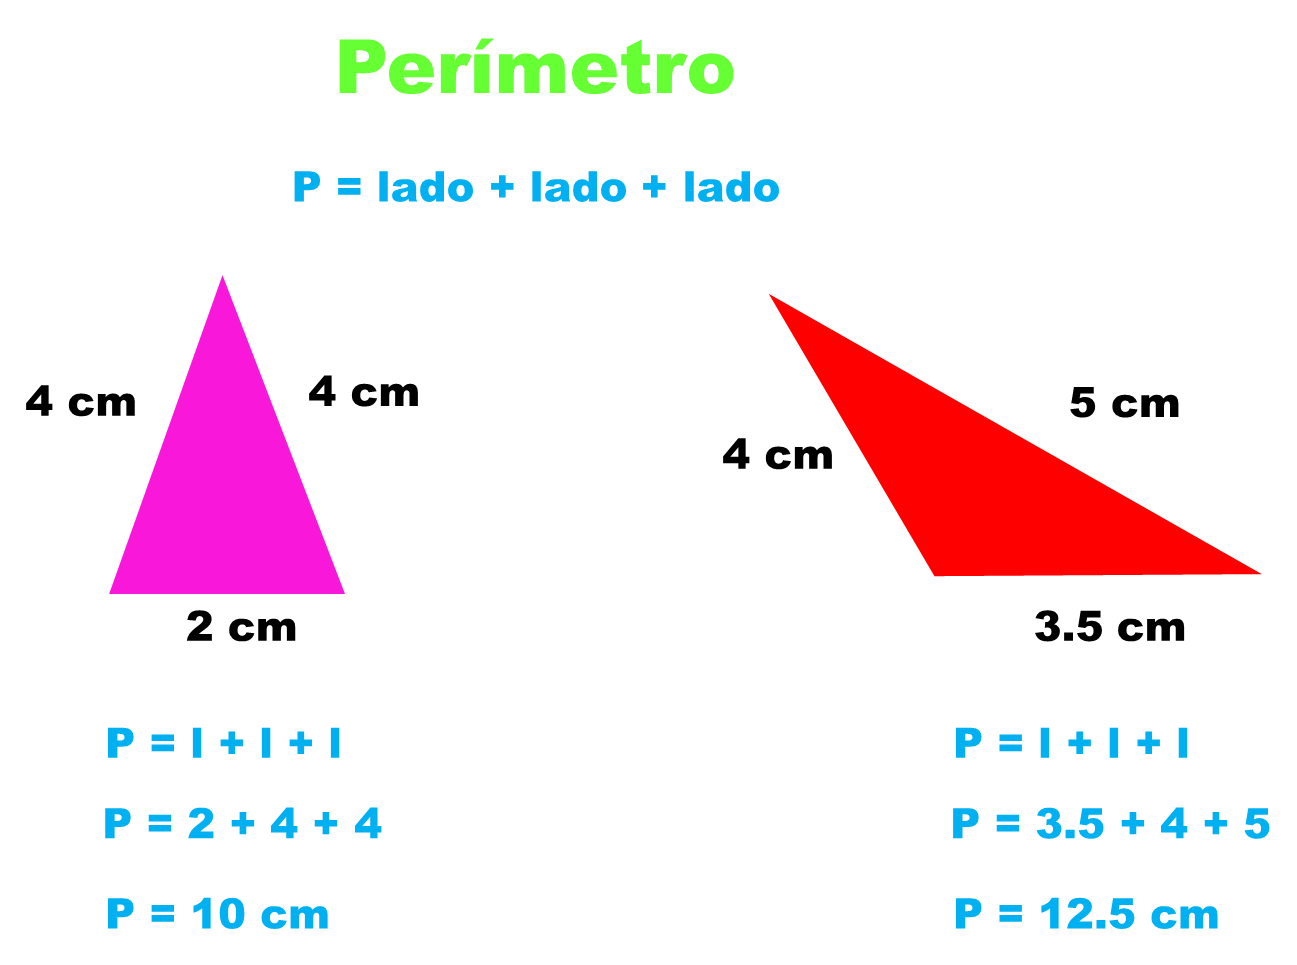 Perímetro
P = lado + lado + lado
4 cm
4 cm
2 cm
P = l + l + l
P = 2 + 4 + 4
P = 10 cm
4 cm
5 cm
3.5 cm
P = l + l + l
P = 3.5 + 4 + 5
P = 12.5 cm